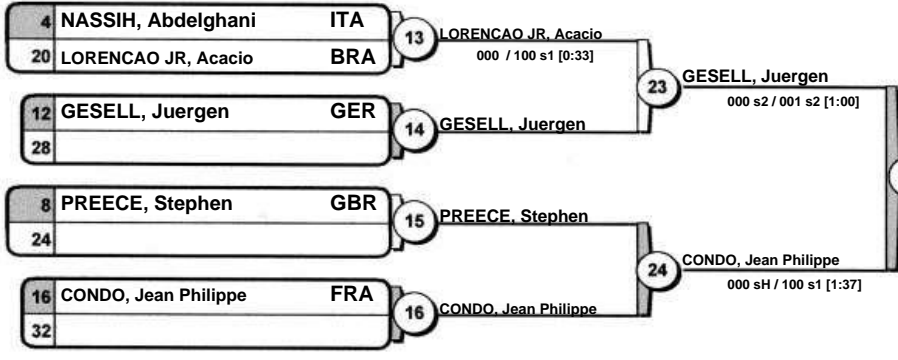 4 NASSIH, Abdelghani ITA
20 LORENCAO JR, Acacio BRA
13 LORENCAO JR, Acacio
000 / 100 s1 [0:33]
12 GESELL, Juergen GER
28
14 GESELL, Juergen
23 GESELL, Juergen
000 s2 / 001 s2 [1:00]
8 PREECE, Stephen GBR
24
15 PREECE, Stephen
16 CONDO, Jean Philippe FRA
32
16 CONDO, Jean Philippe
24 CONDO, Jean Philippe
000 sH / 100 s1 [1:37]